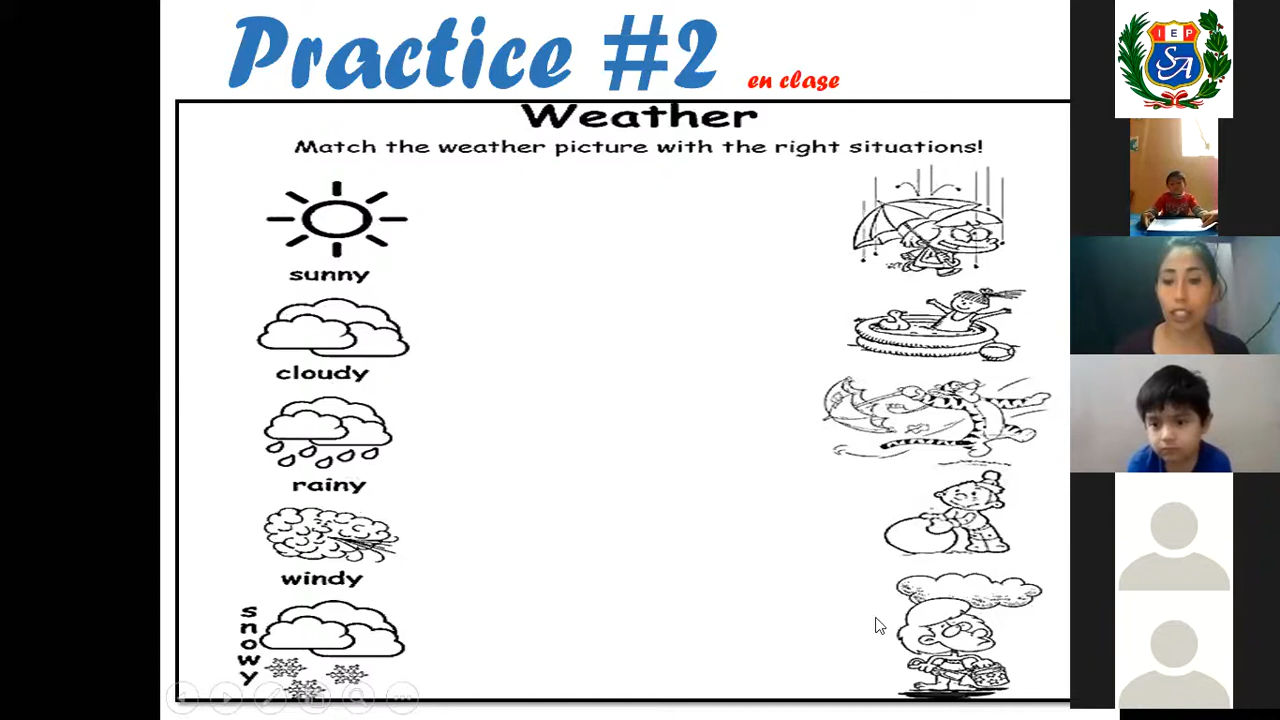 Practice #2 en clase
Weather
Match the weather picture with the right situations!
sunny
cloudy
rainy
windy
snowy
I E P
SA